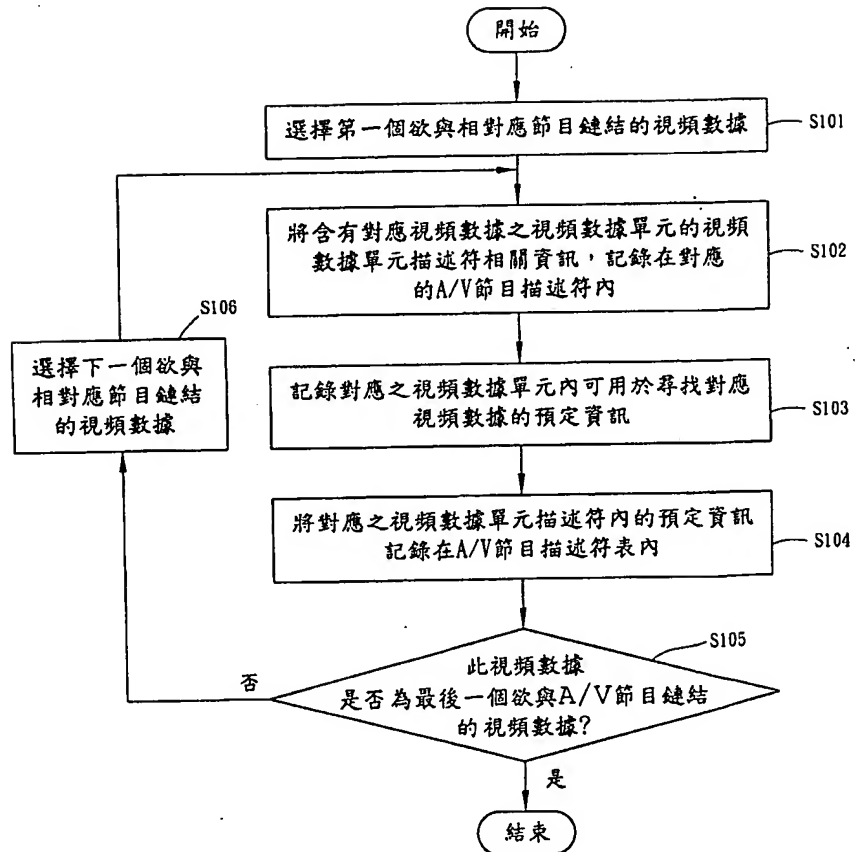 開始
選擇第一個欲與相對應節目鏈結的視頻數據
S101
將含有對應視頻數據之視頻數據單元的視頻
數據單元描述符相關資訊，記錄在對應
的A/V節目描述符內
S102
S106
選擇下一個欲與
相對應節目鏈結
的視頻數據
記錄對應之視頻數據單元內可用於尋找對應
視頻數據的預定資訊
S103
將對應之視頻數據單元描述符內的預定資訊
記錄在A/V節目描述符表內
S104
S105
此視頻數據
是否為最後一個欲與A/V節目鏈結
的視頻數據?
否
是
結束